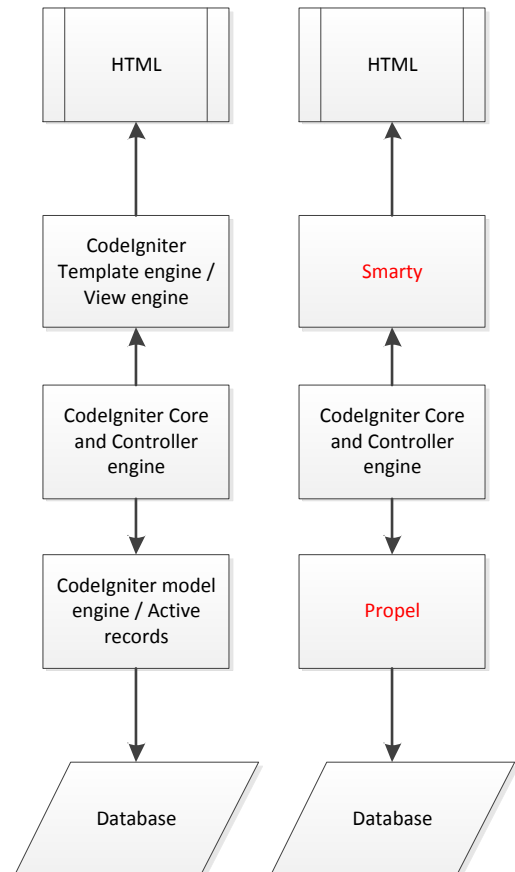 HTML
HTML
CodeIgniter
Template engine /
View engine
Smarty
CodeIgniter Core
and Controller
engine
CodeIgniter Core
and Controller
engine
CodeIgniter model
engine / Active
records
Propel
Database
Database